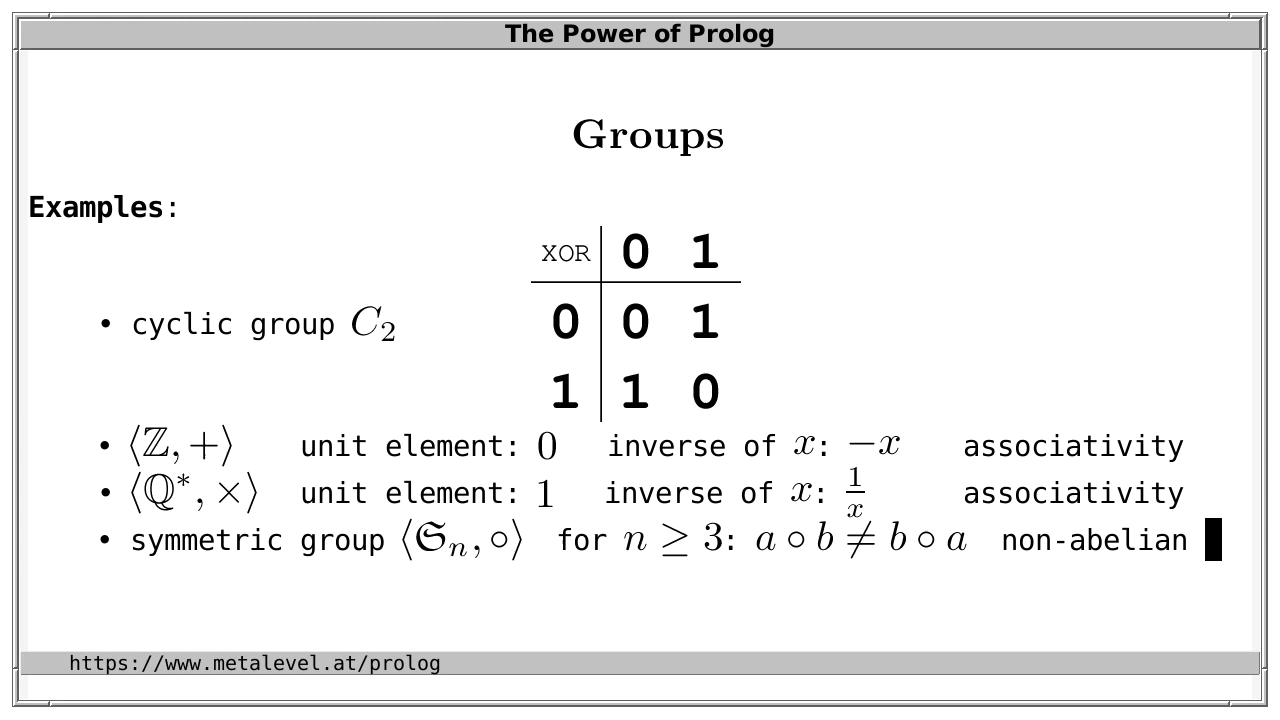 The Power of Prolog
Groups
Examples:
XOR 0 1
• cyclic group C₂ 0 0 1
1 1 0
• ⟨ℤ, +⟩ unit element: 0 inverse of x: −x associativity
• ⟨ℚ*, ×⟩ unit element: 1 inverse of x: 1/x associativity
• symmetric group ⟨𝔖ₙ, ∘⟩ for n ≥ 3: a ∘ b ≠ b ∘ a non-abelian
https://www.metalevel.at/prolog